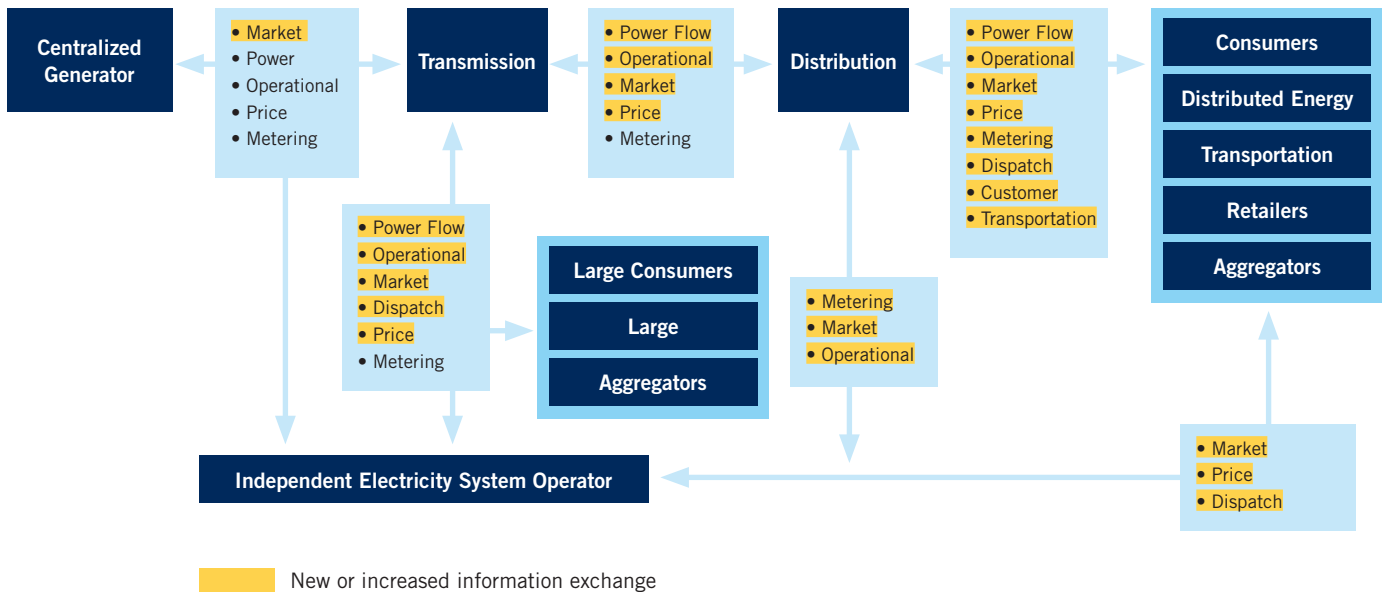 Centralized
Generator
• Market
• Power
• Operational
• Price
• Metering
Transmission
• Power Flow
• Operational
• Market
• Price
• Metering
Distribution
• Power Flow
• Operational
• Market
• Price
• Metering
• Dispatch
• Customer
• Transportation
Consumers
Distributed Energy
Transportation
Retailers
Aggregators
• Power Flow
• Operational
• Market
• Dispatch
• Price
• Metering
Large Consumers
Large
Aggregators
• Metering
• Market
• Operational
• Market
• Price
• Dispatch
Independent Electricity System Operator
New or increased information exchange